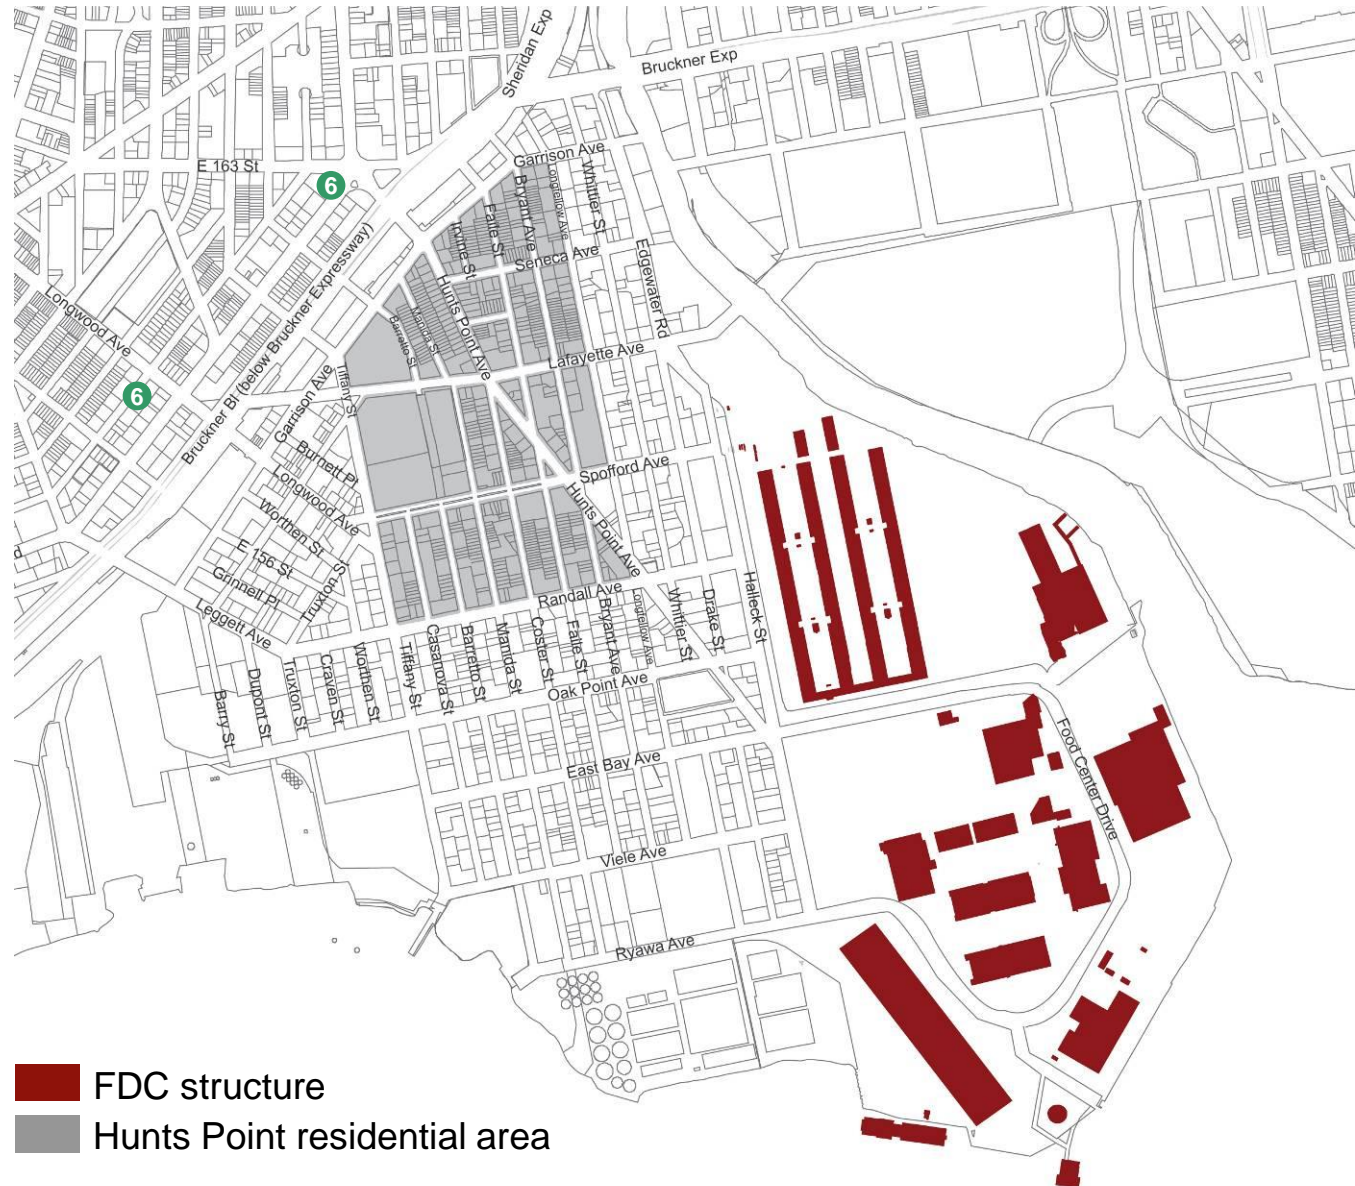 Sheridan Exp
Bruckner Exp
E 163 St
6
Garrison Ave
Whittier St
Longfellow Ave
Bryant Ave
Faile St
Irvine St
Seneca Ave
Edgewater Rd
Hunts Point Ave
Manida St
Barretto St
Longwood Ave
6
Bruckner Bl (below Bruckner Expressway)
Lafayette Ave
Tiffany St
Garrison Ave
Burnett Pl
Longwood Ave
Worthen St
E 156 St
Grinnell Pl
Truxton St
Leggett Ave
Spofford Ave
Hunts Point Ave
Randall Ave
Halleck St
Drake St
Whittier St
Longfellow Ave
Bryant Ave
Faile St
Coster St
Manida St
Barretto St
Casanova St
Tiffany St
Worthen St
Craven St
Truxton St
Dupont St
Barry St
Oak Point Ave
East Bay Ave
Food Center Drive
Viele Ave
Ryawa Ave
d
FDC structure
Hunts Point residential area